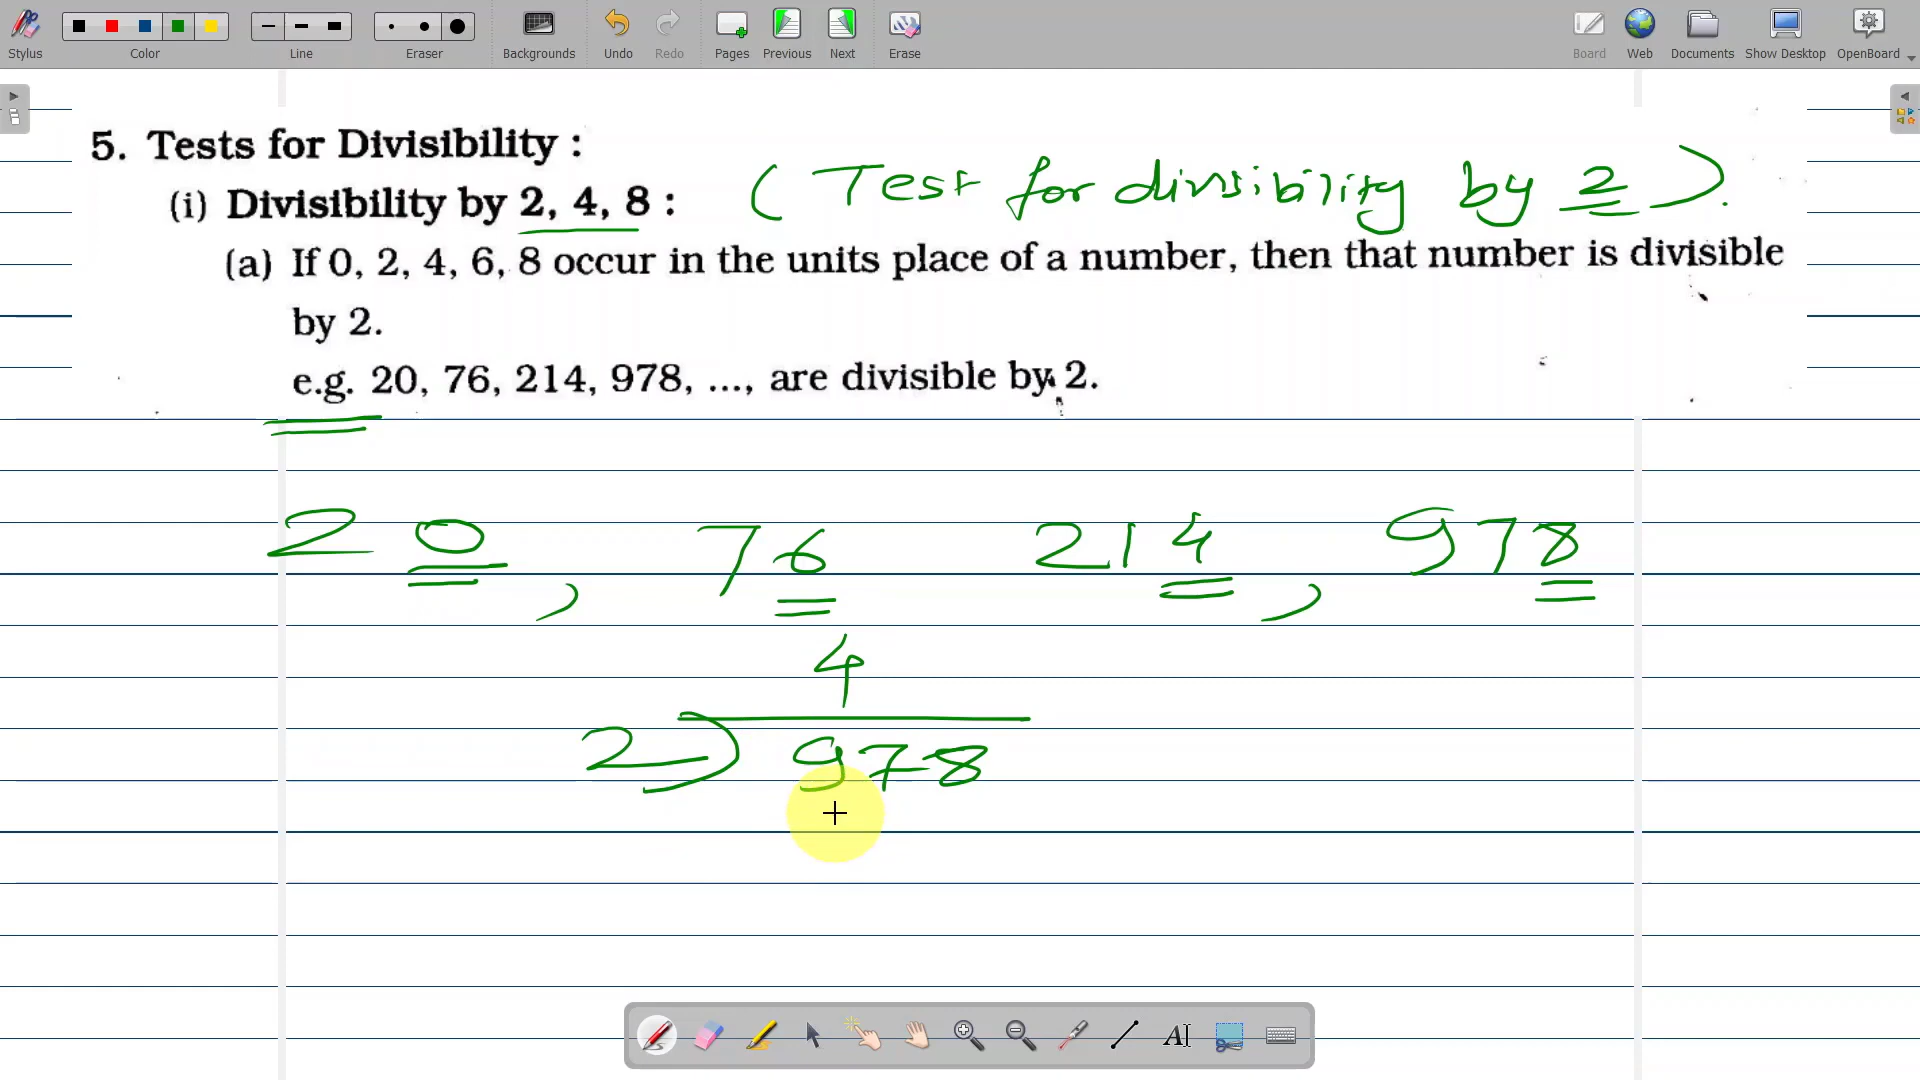 Stylus Color Line Eraser Backgrounds Undo Redo Pages Previous Next Erase Board Web Documents Show Desktop OpenBoard
5. Tests for Divisibility :
(i) Divisibility by 2, 4, 8 : (Test for divisibility by 2).
(a) If 0, 2, 4, 6, 8 occur in the units place of a number, then that number is divisible
by 2.
e.g. 20, 76, 214, 978, ..., are divisible by 2.
20, 76 214, 978
4
2) 978